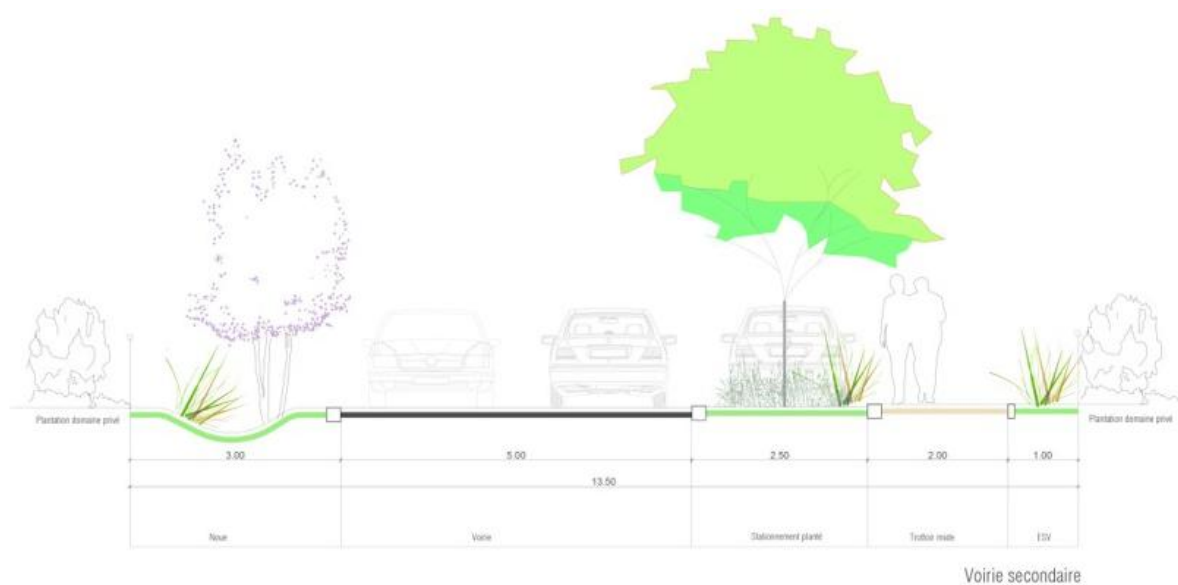 Plantation domaine privé
Plantation domaine privé
3.00
5.00
2.50
2.00
1.00
13.50
Noue
Voirie
Stationnement planté
Trottoir mixte
ESV
Voirie secondaire